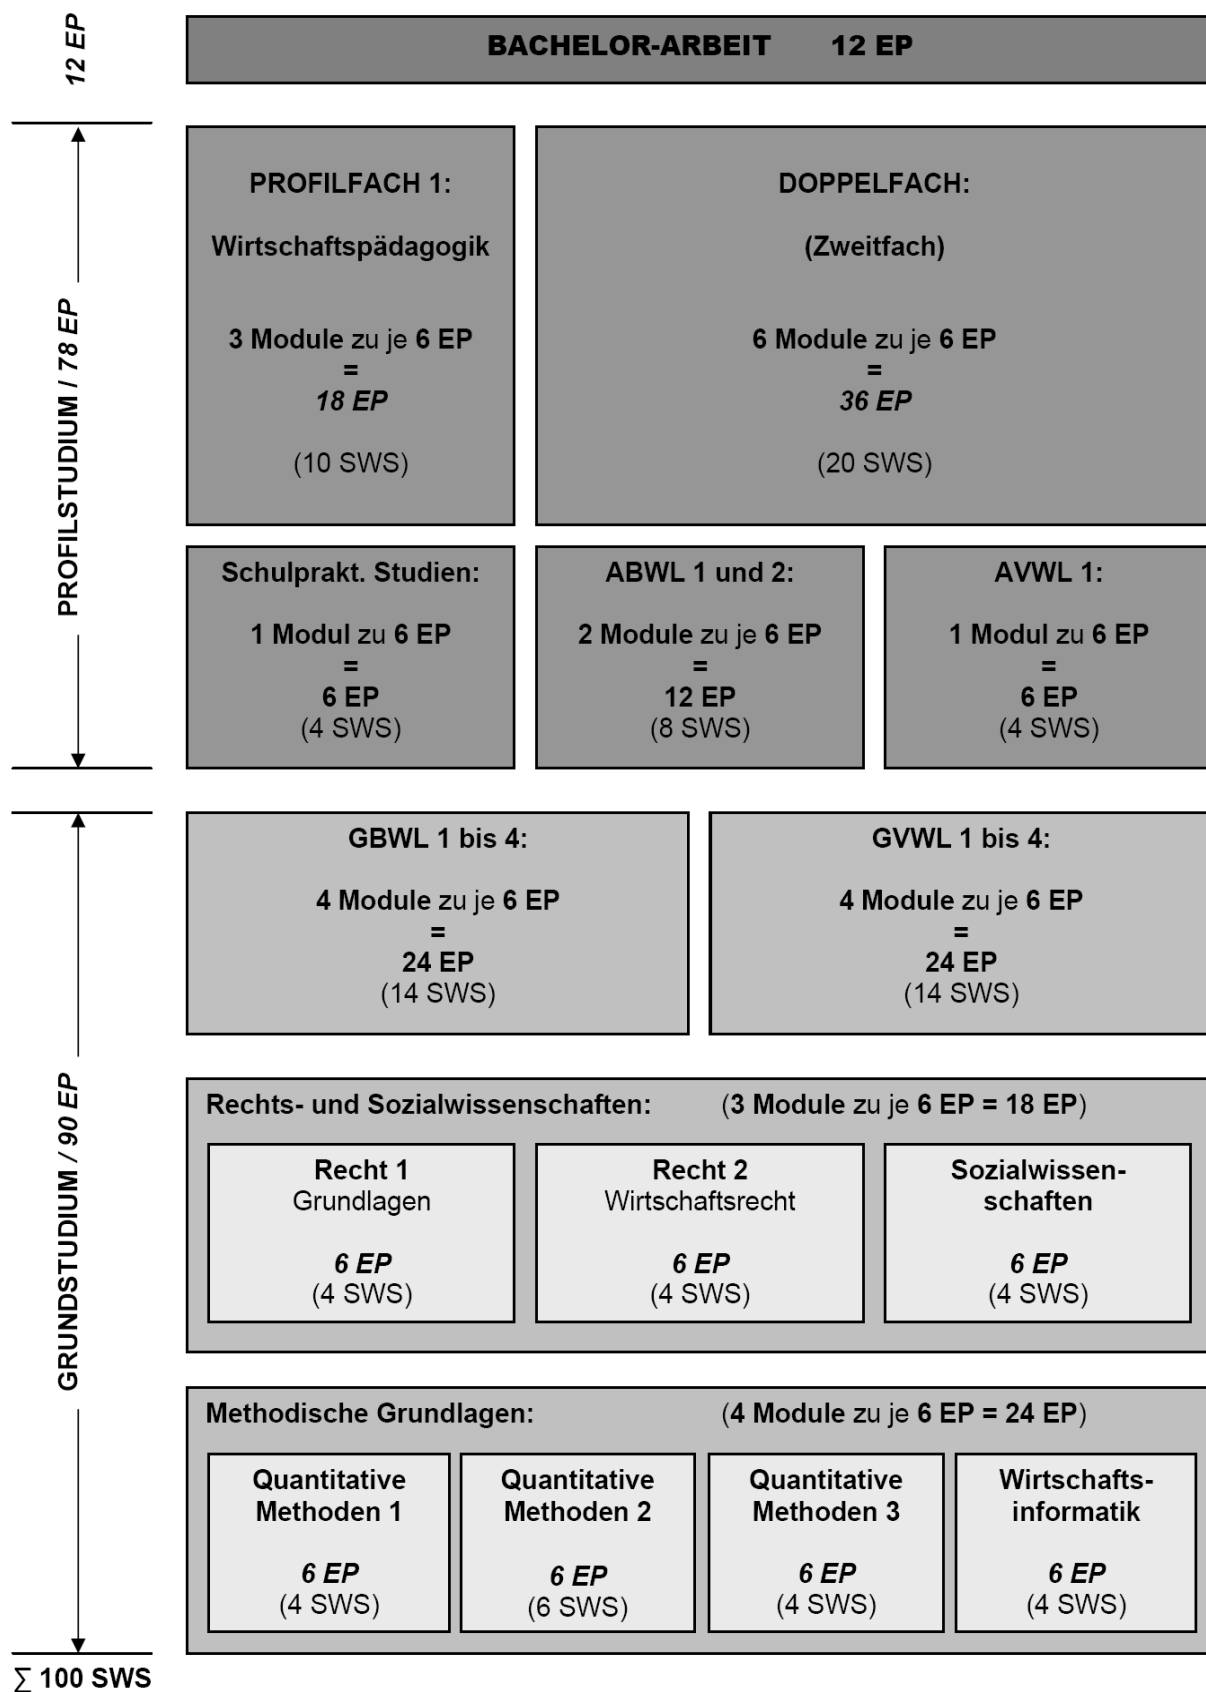 12 EP
BACHELOR-ARBEIT 12 EP
PROFILSTUDIUM / 78 EP
PROFILFACH 1:
Wirtschaftspädagogik
3 Module zu je 6 EP
=
18 EP
(10 SWS)
DOPPELFACH:
(Zweitfach)
6 Module zu je 6 EP
=
36 EP
(20 SWS)
Schulprakt. Studien:
1 Modul zu 6 EP
=
6 EP
(4 SWS)
ABWL 1 und 2:
2 Module zu je 6 EP
=
12 EP
(8 SWS)
AVWL 1:
1 Modul zu 6 EP
=
6 EP
(4 SWS)
GRUNDSTUDIUM / 90 EP
GBWL 1 bis 4:
4 Module zu je 6 EP
=
24 EP
(14 SWS)
GVWL 1 bis 4:
4 Module zu je 6 EP
=
24 EP
(14 SWS)
Rechts- und Sozialwissenschaften: (3 Module zu je 6 EP = 18 EP)
Recht 1
Grundlagen
6 EP
(4 SWS)
Recht 2
Wirtschaftsrecht
6 EP
(4 SWS)
Sozialwissen-
schaften
6 EP
(4 SWS)
Methodische Grundlagen: (4 Module zu je 6 EP = 24 EP)
Quantitative
Methoden 1
6 EP
(4 SWS)
Quantitative
Methoden 2
6 EP
(6 SWS)
Quantitative
Methoden 3
6 EP
(4 SWS)
Wirtschafts-
informatik
6 EP
(4 SWS)
∑ 100 SWS